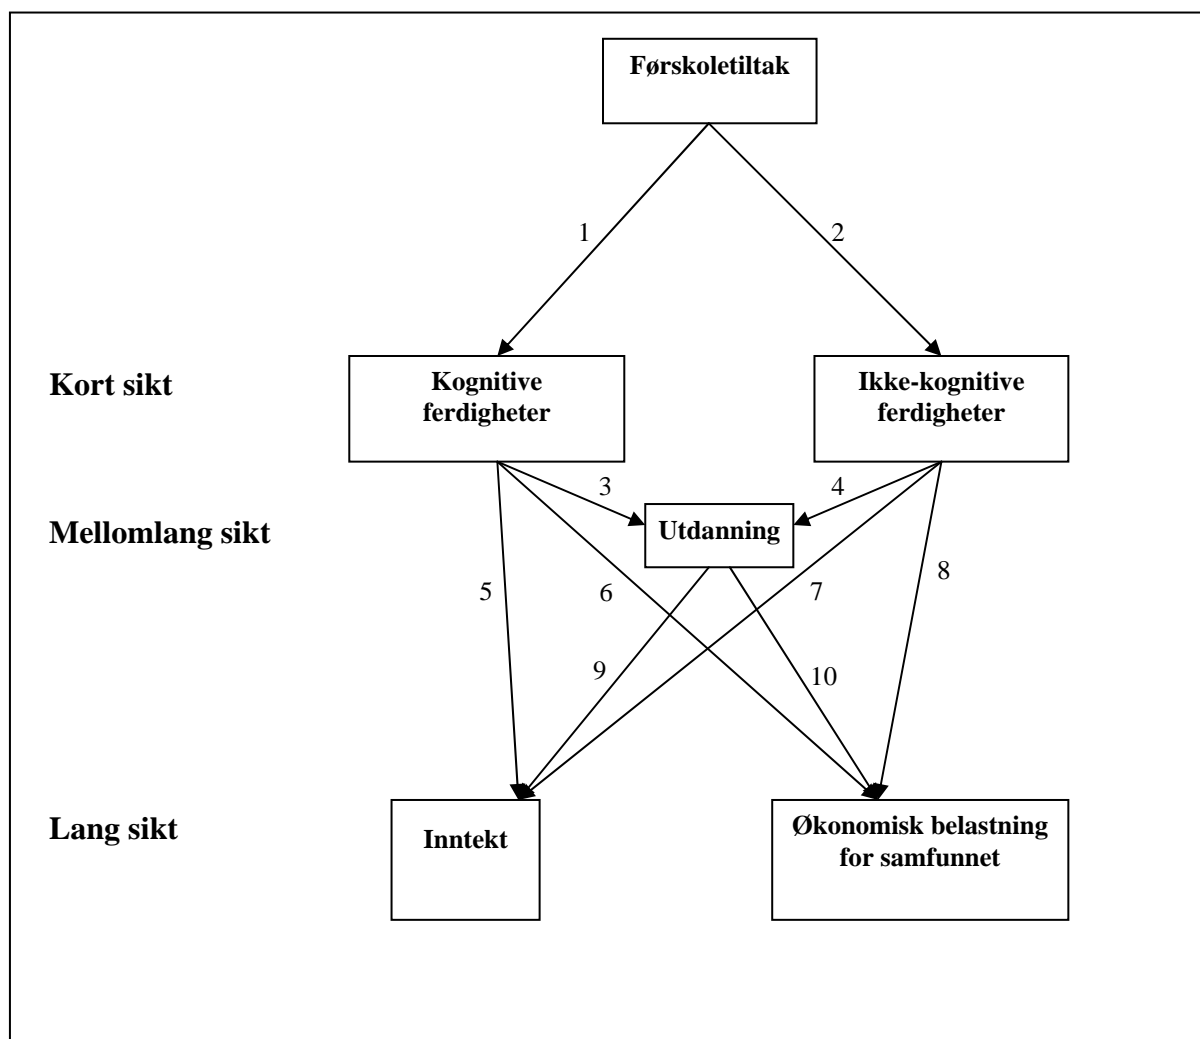 Førskoletiltak
1
2
Kort sikt
Kognitive
ferdigheter
Ikke-kognitive
ferdigheter
3
4
Mellomlang sikt
Utdanning
5
6
7
8
9
10
Lang sikt
Inntekt
Økonomisk belastning
for samfunnet